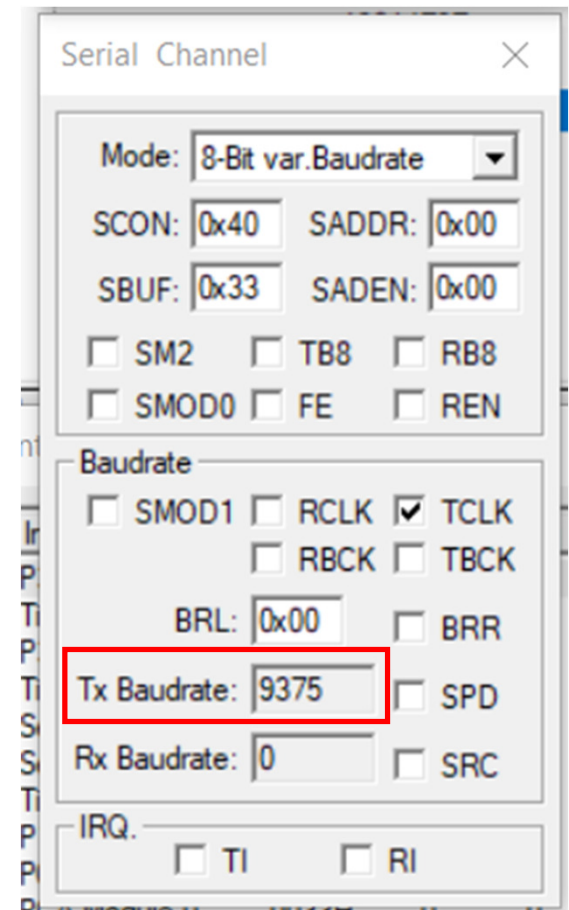 Serial Channel
Mode: 8-Bit var.Baudrate
SCON: 0x40 SADDR: 0x00
SBUF: 0x33 SADEN: 0x00
SM2 TB8 RB8
SMOD0 FE REN
Baudrate
SMOD1 RCLK TCLK
RBCK TBCK
BRL: 0x00 BRR
Tx Baudrate: 9375 SPD
Rx Baudrate: 0 SRC
IRQ.
TI RI